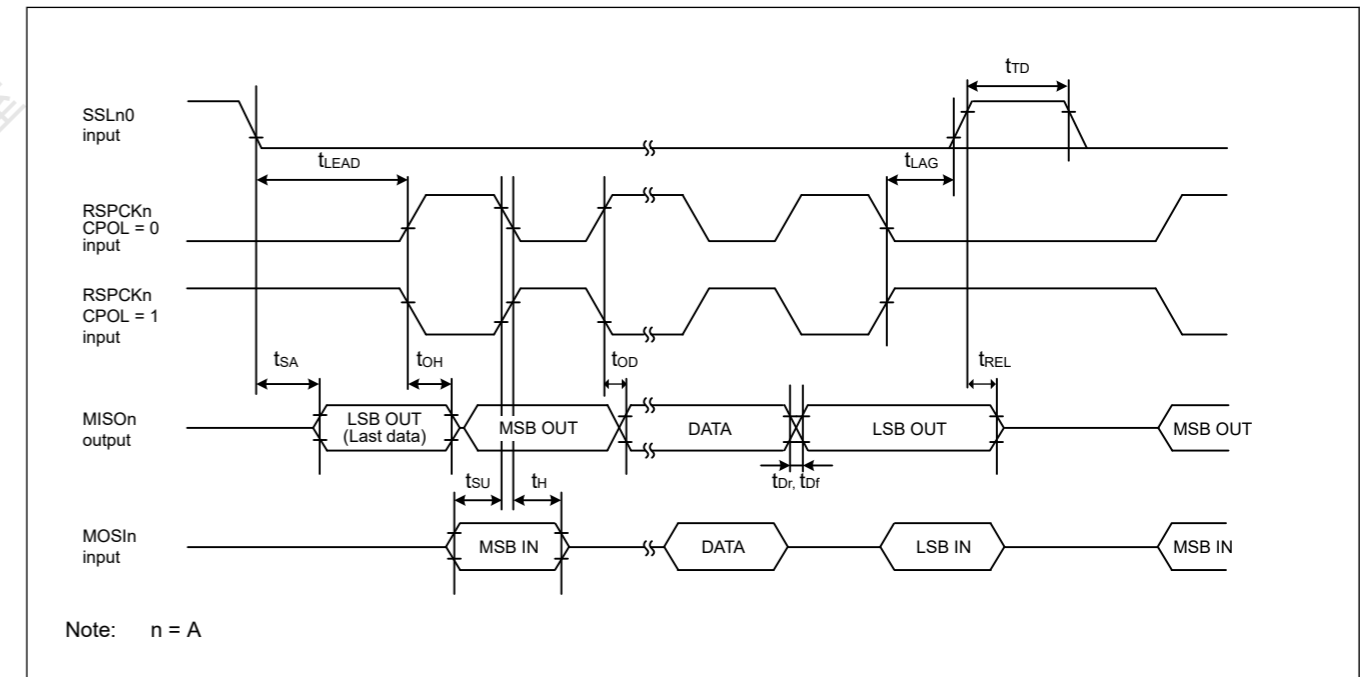 tTD
SSLn0
input
tLEAD
tLAG
RSPCKn
CPOL = 0
input
RSPCKn
CPOL = 1
input
tSA
tOH
tOD
tREL
MISOn
output
LSB OUT
(Last data)
MSB OUT
DATA
LSB OUT
MSB OUT
tSU
tH
tDr, tDf
MOSIn
input
MSB IN
DATA
LSB IN
MSB IN
Note: n = A